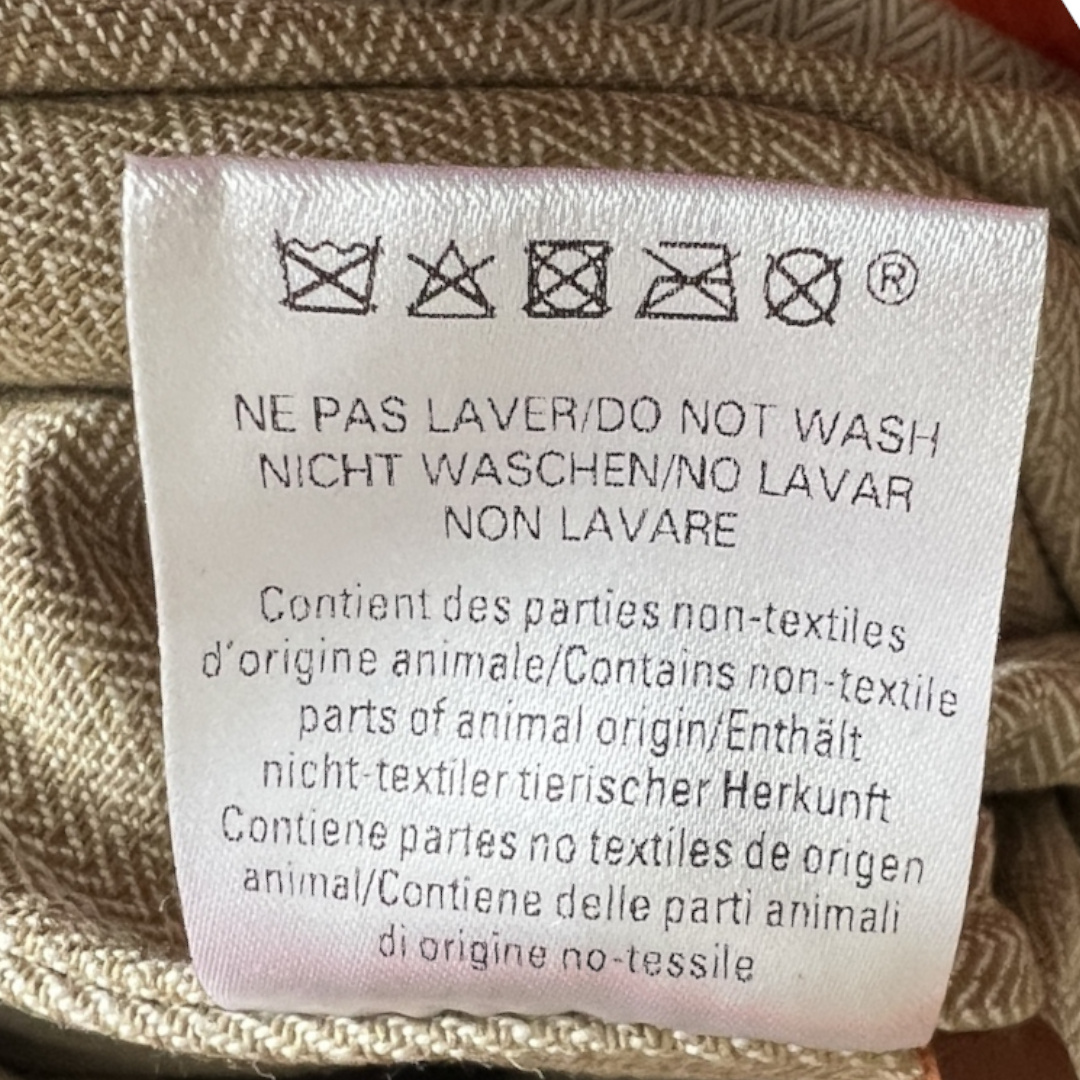 ®
NE PAS LAVER/DO NOT WASH
NICHT WASCHEN/NO LAVAR
NON LAVARE
Contient des parties non-textiles
d'origine animale/Contains non-textile
parts of animal origin/Enthält
nicht-textiler tierischer Herkunft
Contiene partes no textiles de origen
animal/Contiene delle parti animali
di origine no-tessile